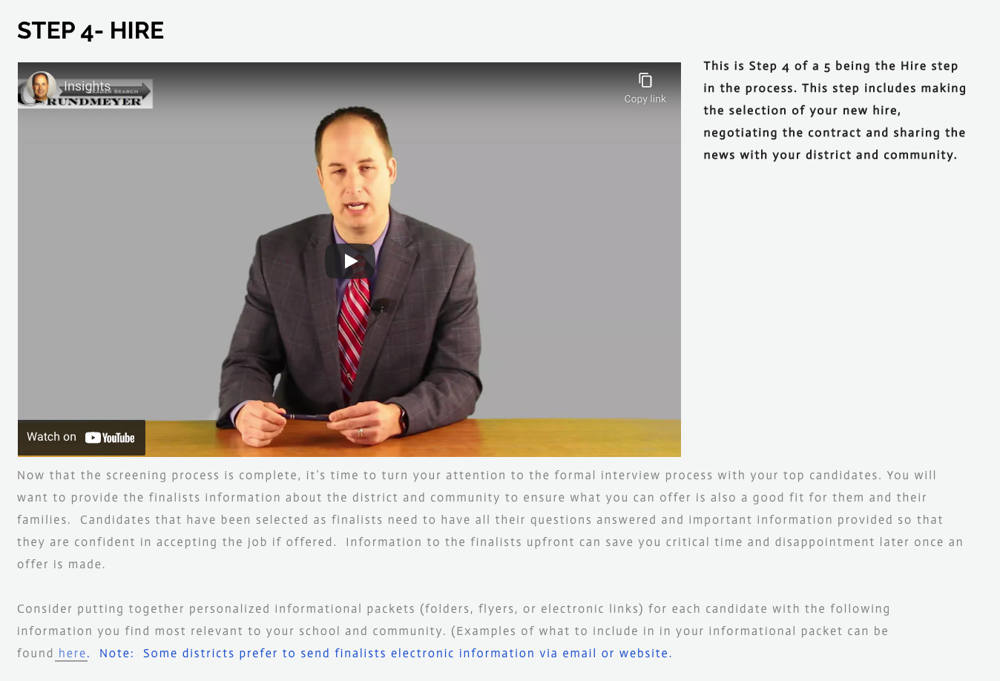 STEP 4- HIRE
Insights
LEADER SEARCH
RUNDMEYER
Copy link
Watch on YouTube
This is Step 4 of a 5 being the Hire step
in the process. This step includes making
the selection of your new hire,
negotiating the contract and sharing the
news with your district and community.
Now that the screening process is complete, it's time to turn your attention to the formal interview process with your top candidates. You will
want to provide the finalists information about the district and community to ensure what you can offer is also a good fit for them and their
families.  Candidates that have been selected as finalists need to have all their questions answered and important information provided so that
they are confident in accepting the job if offered.  Information to the finalists upfront can save you critical time and disappointment later once an
offer is made.
Consider putting together personalized informational packets (folders, flyers, or electronic links) for each candidate with the following
information you find most relevant to your school and community. (Examples of what to include in in your informational packet can be
found here.  Note:  Some districts prefer to send finalists electronic information via email or website.